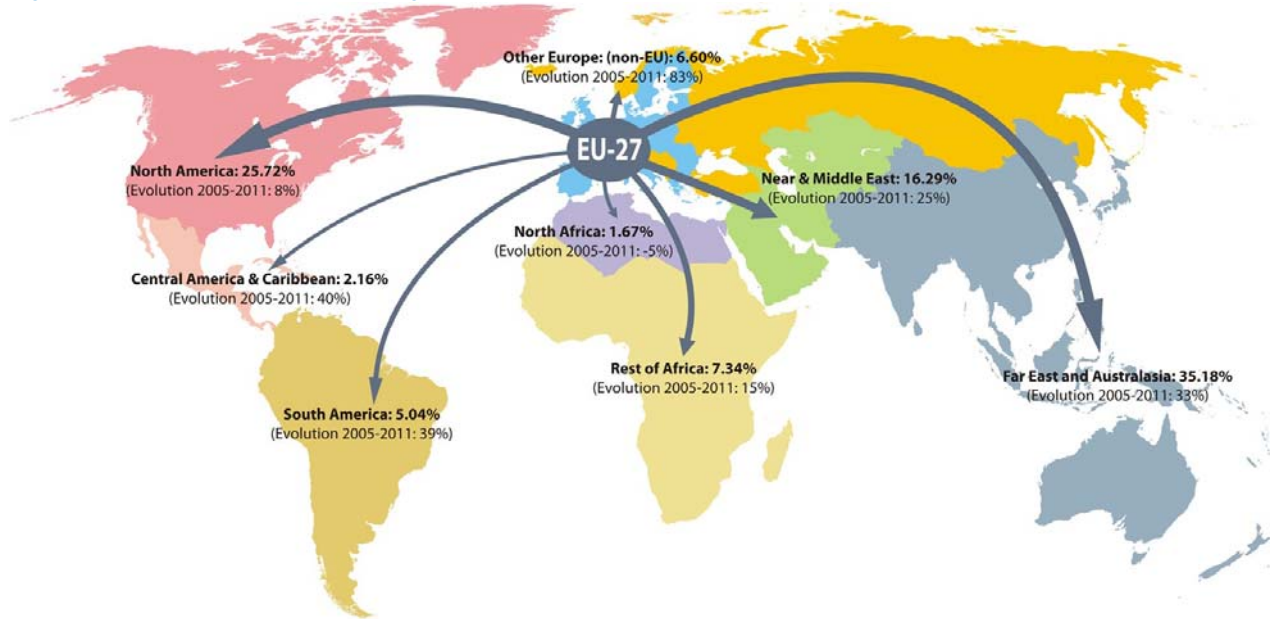 Other Europe: (non-EU): 6.60%
(Evolution 2005-2011: 83%)
EU-27
North America: 25.72%
(Evolution 2005-2011: 8%)
Near & Middle East: 16.29%
(Evolution 2005-2011: 25%)
North Africa: 1.67%
(Evolution 2005-2011: -5%)
Central America & Caribbean: 2.16%
(Evolution 2005-2011: 40%)
Rest of Africa: 7.34%
(Evolution 2005-2011: 15%)
Far East and Australasia: 35.18%
(Evolution 2005-2011: 33%)
South America: 5.04%
(Evolution 2005-2011: 39%)